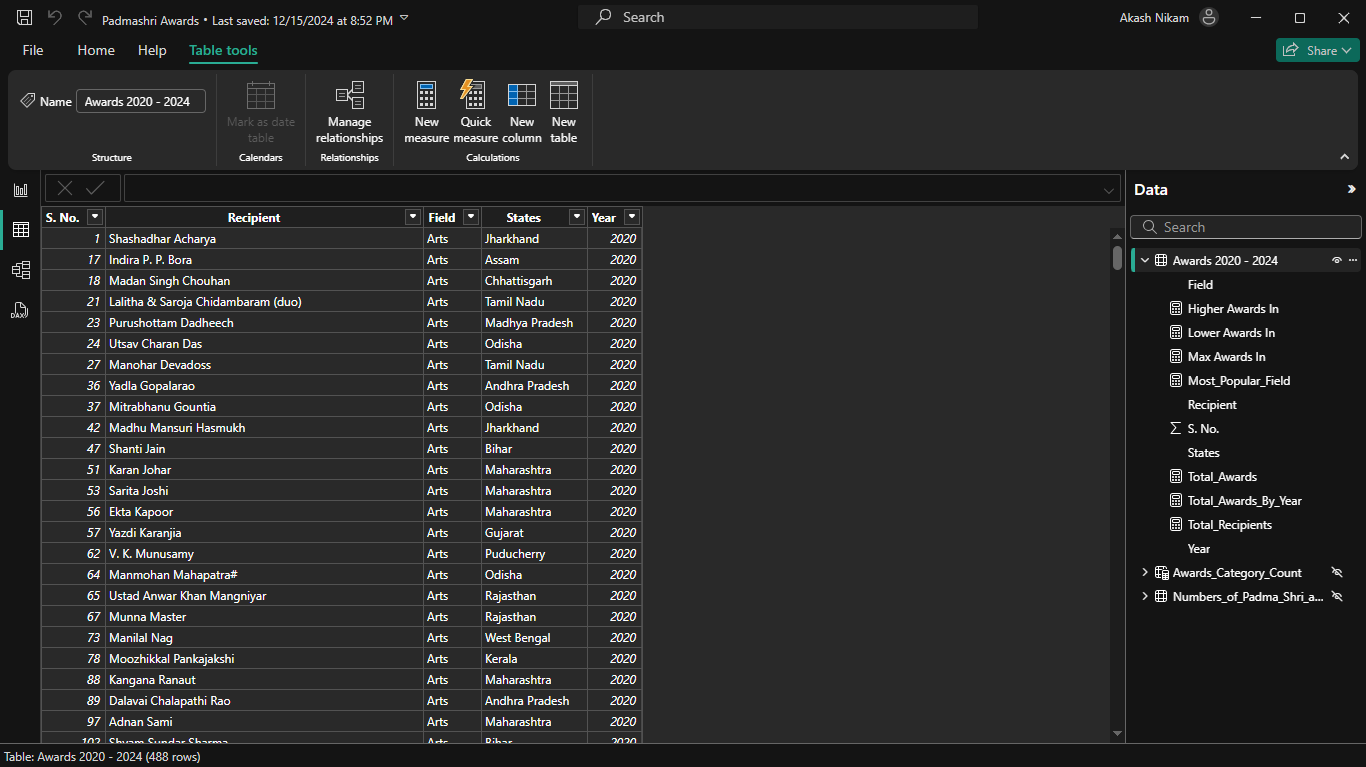 Padmashri Awards • Last saved: 12/15/2024 at 8:52 PM
Search
Akash Nikam
File Home Help Table tools
Share
Name Awards 2020 - 2024
Mark as date table
Manage relationships
New measure
Quick measure
New column
New table
Structure Calendars Relationships Calculations
S. No. Recipient Field States Year
1 Shashadhar Acharya Arts Jharkhand 2020
17 Indira P. P. Bora Arts Assam 2020
18 Madan Singh Chouhan Arts Chhattisgarh 2020
21 Lalitha & Saroja Chidambaram (duo) Arts Tamil Nadu 2020
23 Purushottam Dadheech Arts Madhya Pradesh 2020
24 Utsav Charan Das Arts Odisha 2020
27 Manohar Devadoss Arts Tamil Nadu 2020
36 Yadla Gopalarao Arts Andhra Pradesh 2020
37 Mitrabhanu Gountia Arts Odisha 2020
42 Madhu Mansuri Hasmukh Arts Jharkhand 2020
47 Shanti Jain Arts Bihar 2020
51 Karan Johar Arts Maharashtra 2020
53 Sarita Joshi Arts Maharashtra 2020
56 Ekta Kapoor Arts Maharashtra 2020
57 Yazdi Karanjia Arts Gujarat 2020
62 V. K. Munusamy Arts Puducherry 2020
64 Manmohan Mahapatra# Arts Odisha 2020
65 Ustad Anwar Khan Mangniyar Arts Rajasthan 2020
67 Munna Master Arts Rajasthan 2020
73 Manilal Nag Arts West Bengal 2020
78 Moozhikkal Pankajakshi Arts Kerala 2020
88 Kangana Ranaut Arts Maharashtra 2020
89 Dalavai Chalapathi Rao Arts Andhra Pradesh 2020
97 Adnan Sami Arts Maharashtra 2020
102 Shyam Sundar Sharma Arts Bihar 2020
DAX
Data
Search
Awards 2020 - 2024
Field
Higher Awards In
Lower Awards In
Max Awards In
Most_Popular_Field
Recipient
S. No.
States
Total_Awards
Total_Awards_By_Year
Total_Recipients
Year
Awards_Category_Count
Numbers_of_Padma_Shri_a...
Table: Awards 2020 - 2024 (488 rows)